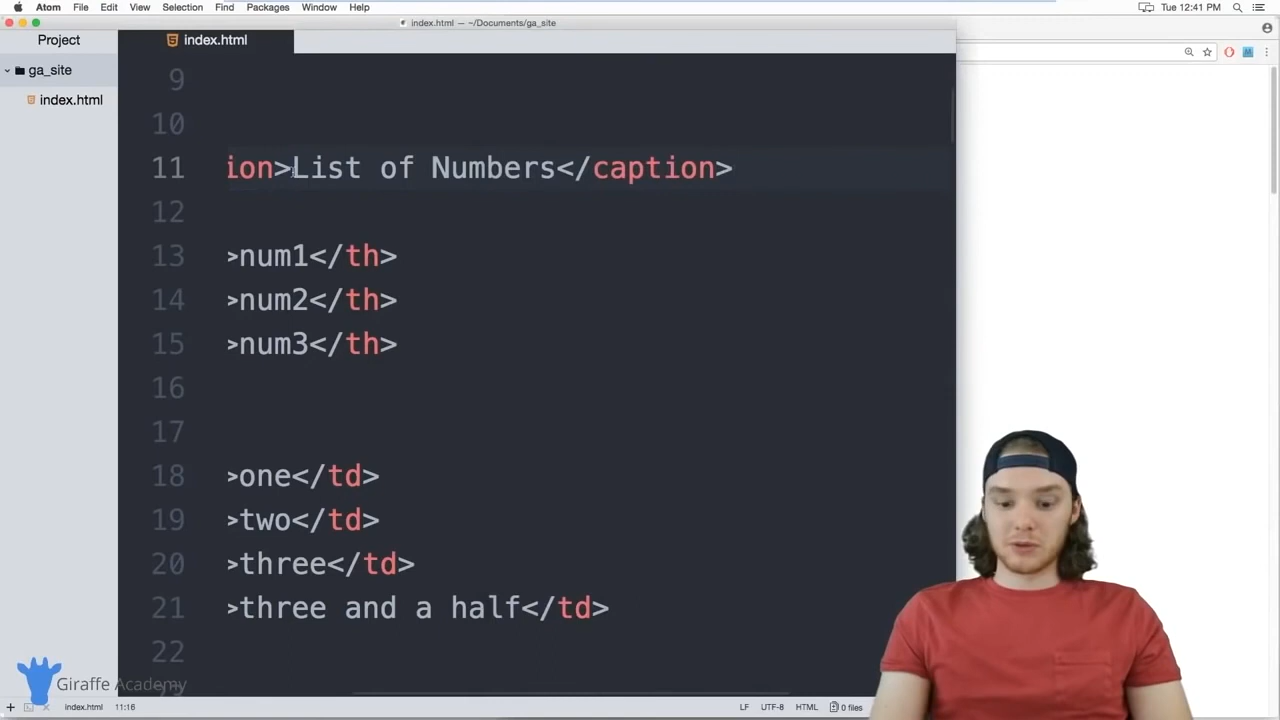 Atom File Edit View Selection Find Packages Window Help Tue 12:41 PM
index.html — ~/Documents/ga_site
Project
index.html
ga_site
index.html
9
10
11 ion>List of Numbers</caption>
12
13 >num1</th>
14 >num2</th>
15 >num3</th>
16
17
18 >one</td>
19 >two</td>
20 >three</td>
21 >three and a half</td>
22
Giraffe Academy
index.html 11:16 LF UTF-8 HTML 0 files